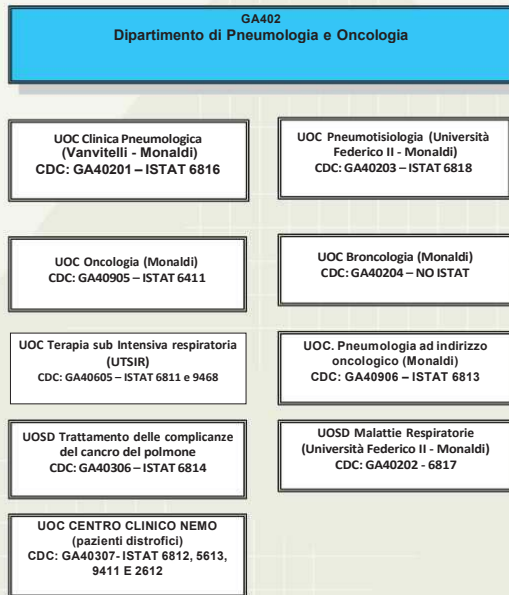 GA402
Dipartimento di Pneumologia e Oncologia
UOC Clinica Pneumologica
(Vanvitelli - Monaldi)
CDC: GA40201 – ISTAT 6816
UOC Pneumotisiologia (Università
Federico II - Monaldi)
CDC: GA40203 – ISTAT 6818
UOC Oncologia (Monaldi)
CDC: GA40905 – ISTAT 6411
UOC Broncologia (Monaldi)
CDC: GA40204 – NO ISTAT
UOC Terapia sub Intensiva respiratoria
(UTSIR)
CDC: GA40605 – ISTAT 6811 e 9468
UOC. Pneumologia ad indirizzo
oncologico (Monaldi)
CDC: GA40906 – ISTAT 6813
UOSD Trattamento delle complicanze
del cancro del polmone
CDC: GA40306 – ISTAT 6814
UOSD Malattie Respiratorie
(Università Federico II - Monaldi)
CDC: GA40202 - 6817
UOC CENTRO CLINICO NEMO
(pazienti distrofici)
CDC: GA40307- ISTAT 6812, 5613,
9411 E 2612